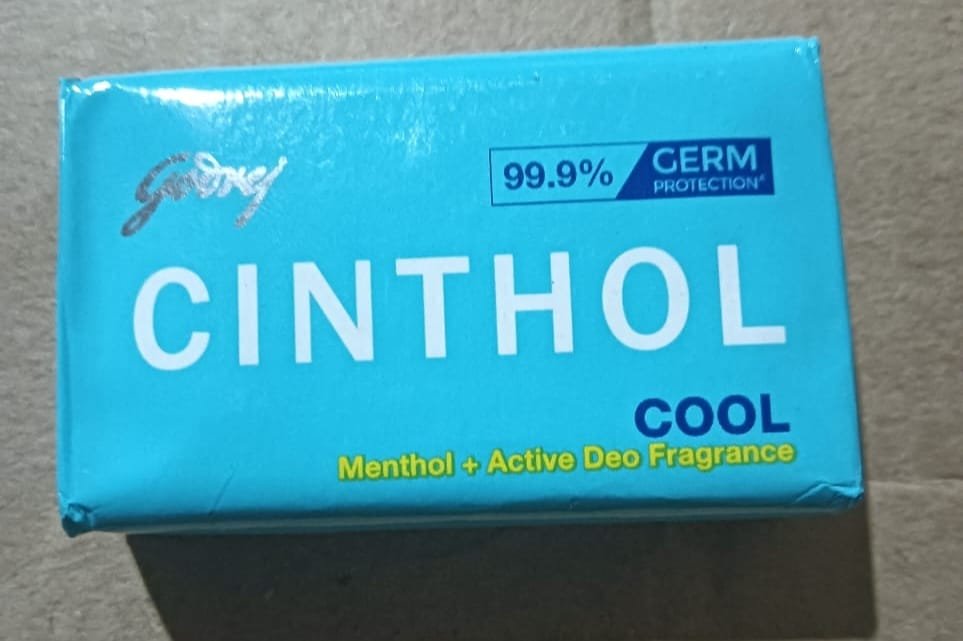 Godrej
99.9% GERM
PROTECTION^
CINTHOL
COOL
Menthol + Active Deo Fragrance